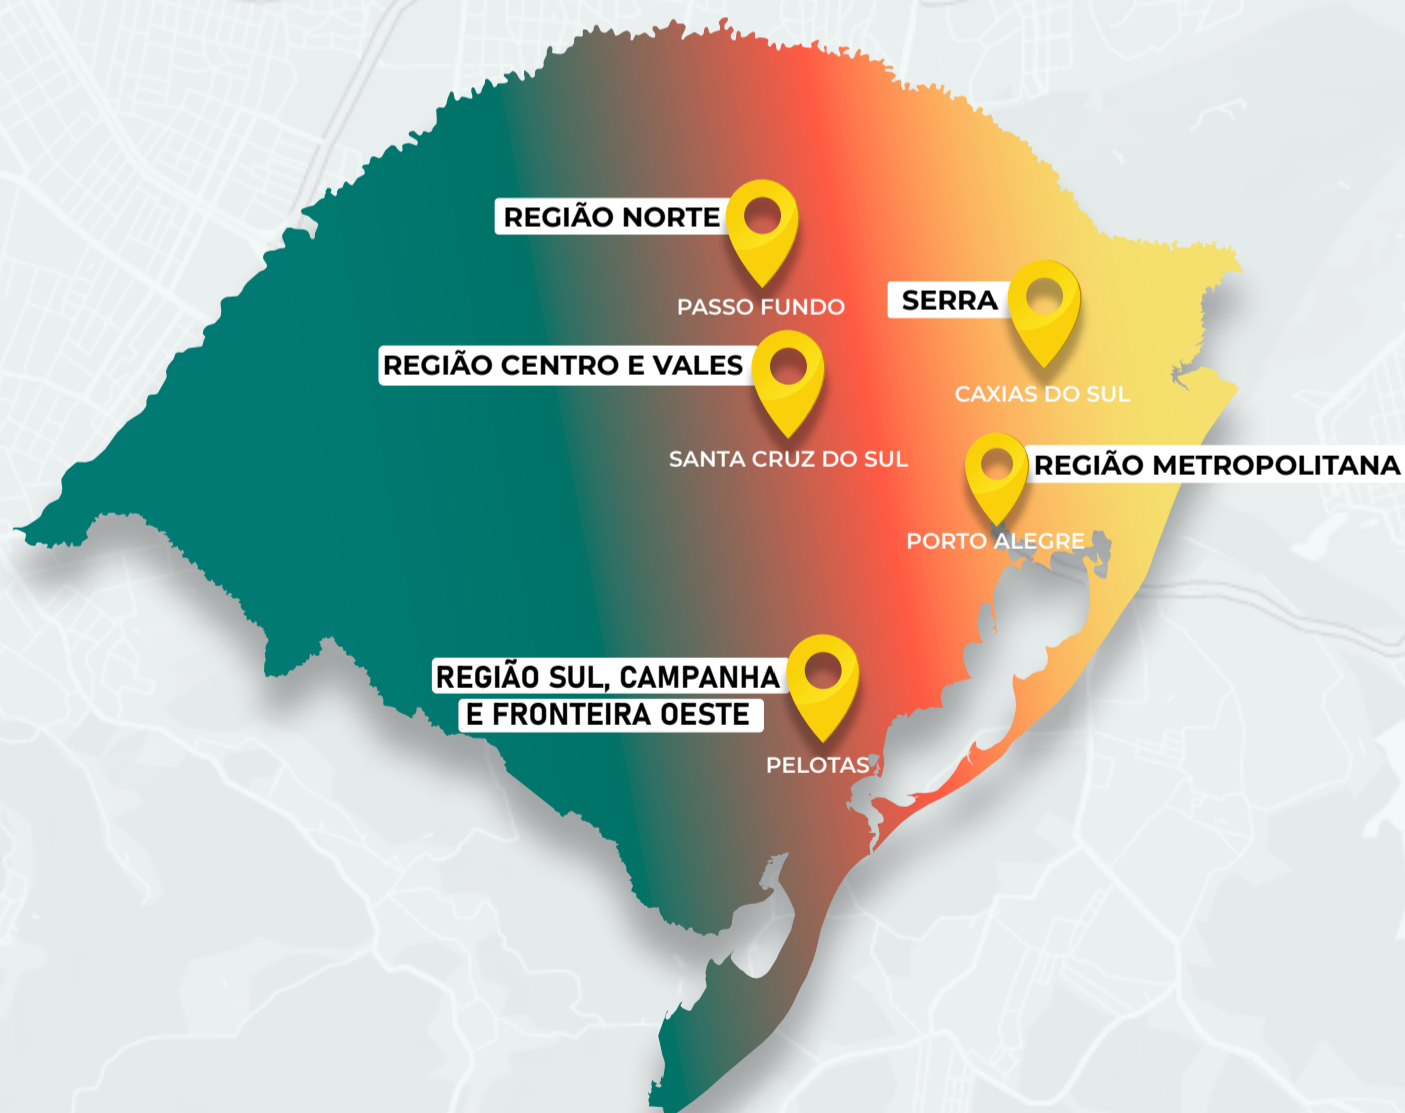 REGIÃO NORTE
PASSO FUNDO
SERRA
CAXIAS DO SUL
REGIÃO CENTRO E VALES
SANTA CRUZ DO SUL
REGIÃO METROPOLITANA
PORTO ALEGRE
REGIÃO SUL, CAMPANHA
E FRONTEIRA OESTE
PELOTAS